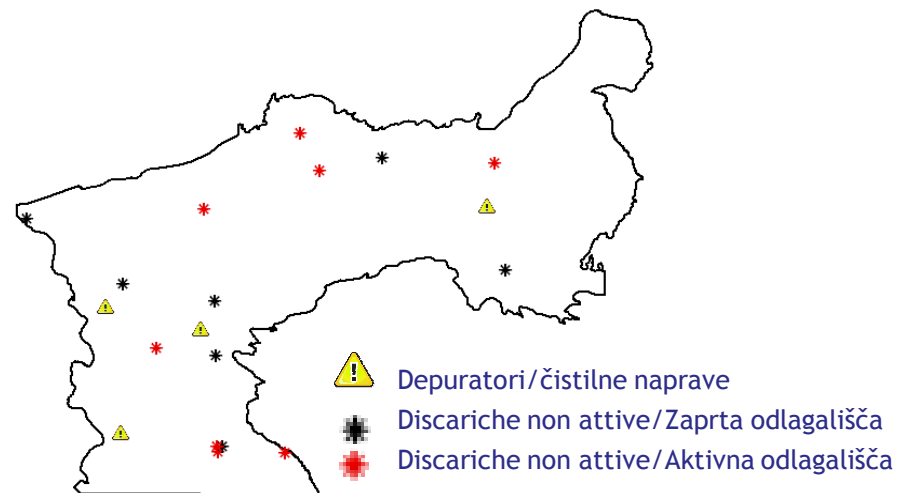 Depuratori/čistilne naprave
Discariche non attive/Zaprta odlagališča
Discariche non attive/Aktivna odlagališča